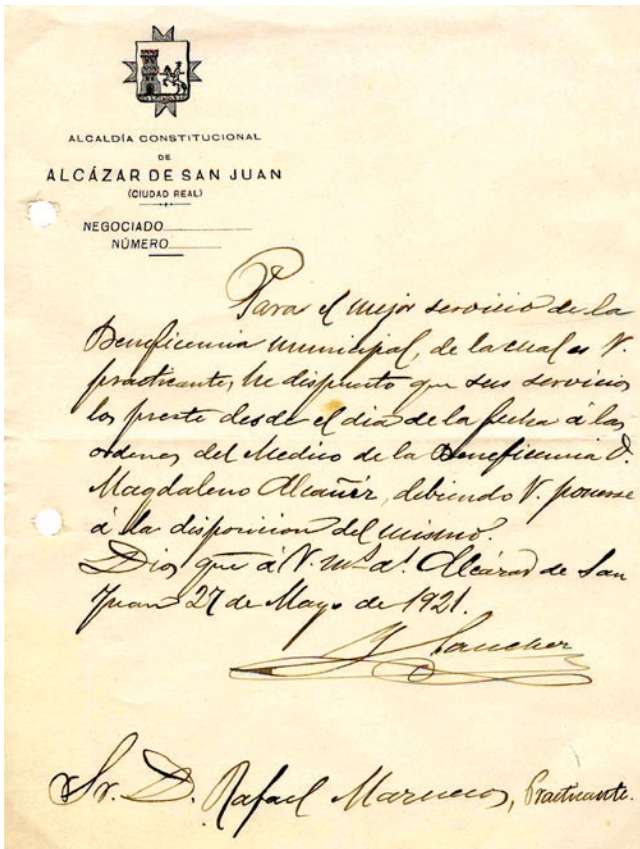 ALCALDÍA CONSTITUCIONAL
DE
ALCÁZAR DE SAN JUAN
(CIUDAD REAL)
NEGOCIADO
NÚMERO
Para el mejor servicio de la
Beneficencia municipal, de la cual es V.
practicante, he dispuesto que sus servicios
los preste desde el dia de la fecha á las
ordenes del Medico de la Beneficencia D.
Magdaleno Alcañiz, debiendo V. ponerse
á la disposicion del mismo.
Dios gue á V. ms. as. Alcázar de San
Juan 27 de Mayo de 1921.
Sanchez
Sr. D. Rafael Mazuecos, Practicante.